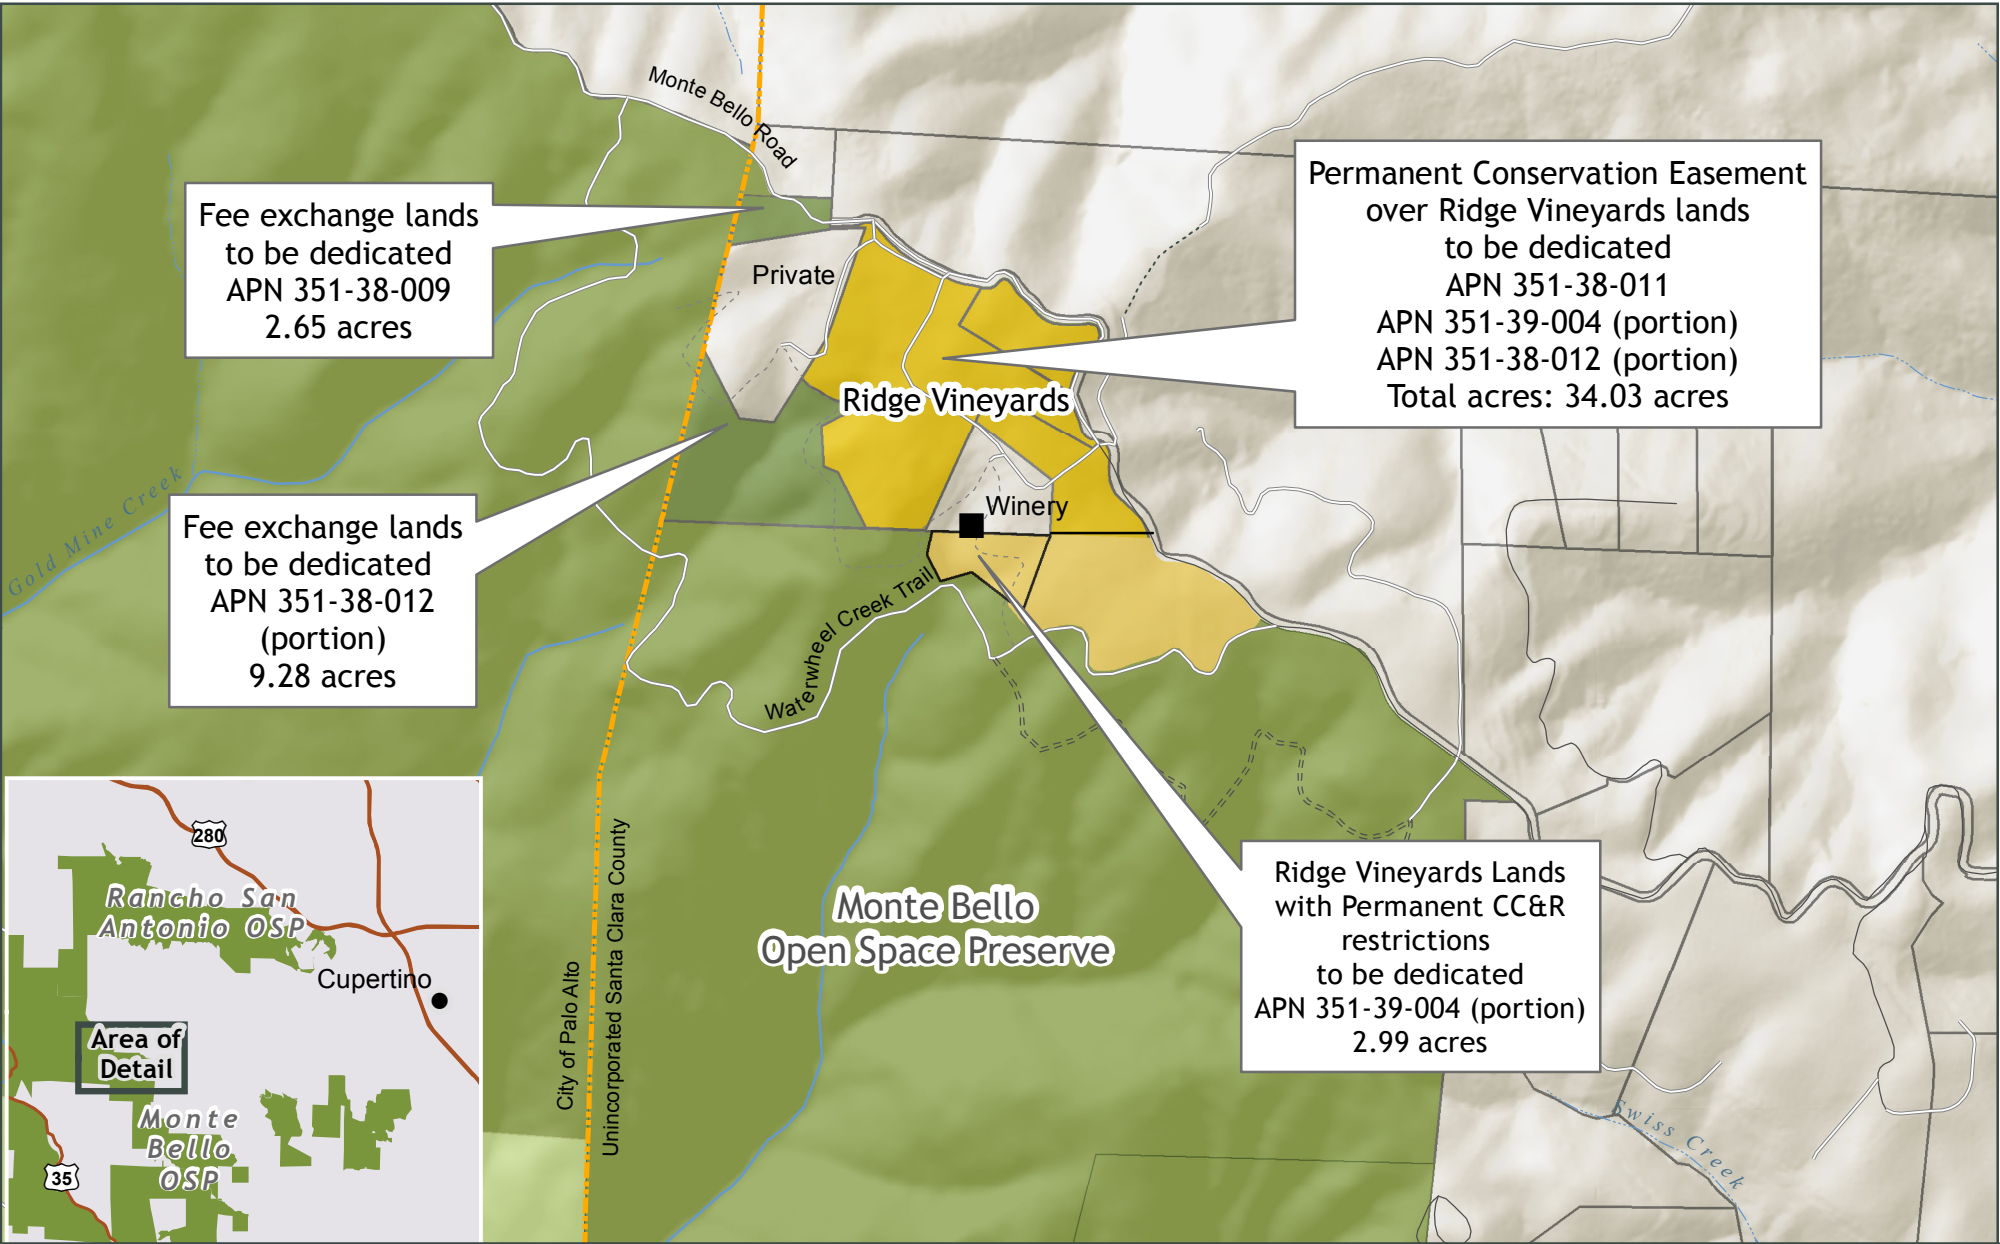 Monte Bello Road
Fee exchange lands
to be dedicated
APN 351-38-009
2.65 acres
Permanent Conservation Easement
over Ridge Vineyards lands
to be dedicated
APN 351-38-011
APN 351-39-004 (portion)
APN 351-38-012 (portion)
Total acres: 34.03 acres
Private
Ridge Vineyards
Winery
Gold Mine Creek
Fee exchange lands
to be dedicated
APN 351-38-012
(portion)
9.28 acres
Waterwheel Creek Trail
Monte Bello
Open Space Preserve
City of Palo Alto
Unincorporated Santa Clara County
Ridge Vineyards Lands
with Permanent CC&R
restrictions
to be dedicated
APN 351-39-004 (portion)
2.99 acres
Swiss Creek
280
Rancho San
Antonio OSP
Cupertino
Area of
Detail
Monte
Bello
OSP
35